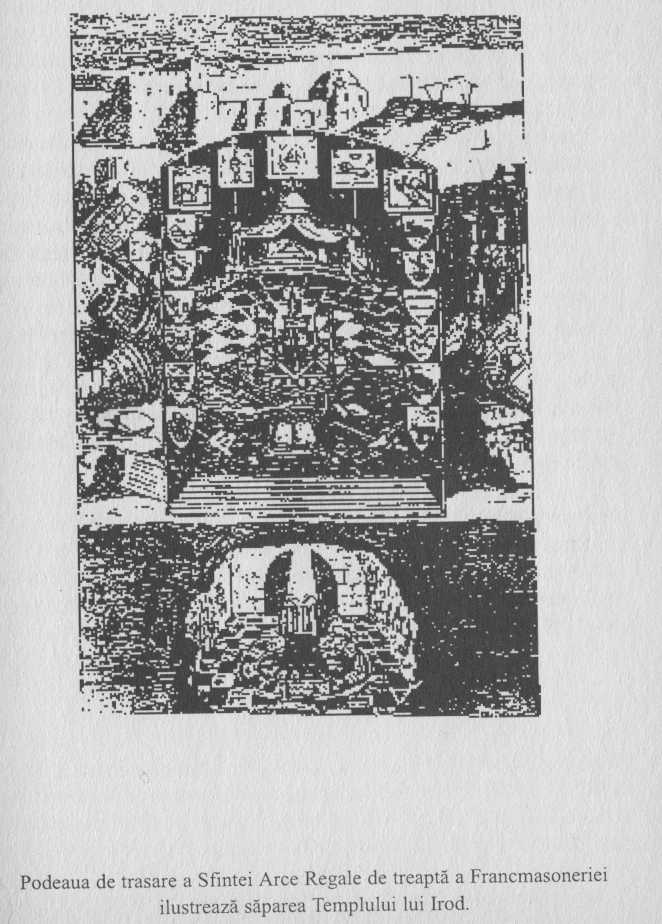 Podeaua de trasare a Sfintei Arce Regale de treaptă a Francmasoneriei
ilustrează săparea Templului lui Irod.